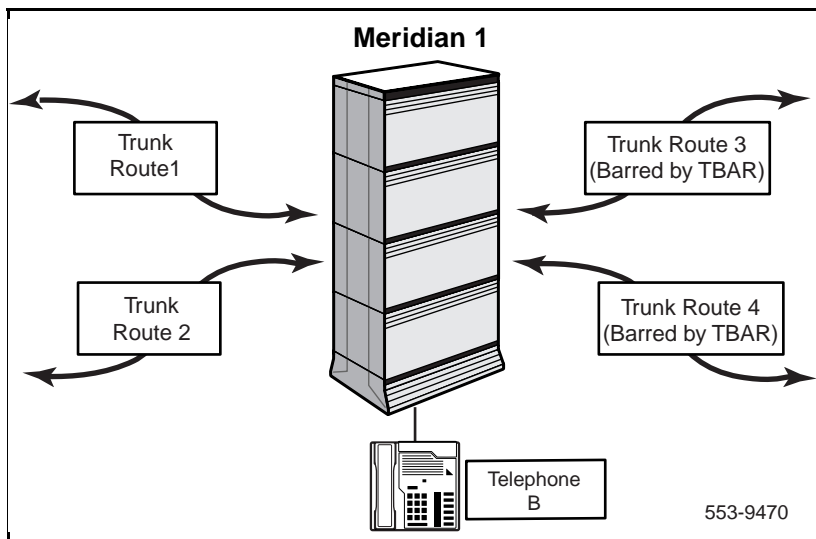 Meridian 1
Trunk
Route1
Trunk Route 3
(Barred by TBAR)
Trunk
Route 2
Trunk Route 4
(Barred by TBAR)
Telephone
B
553-9470